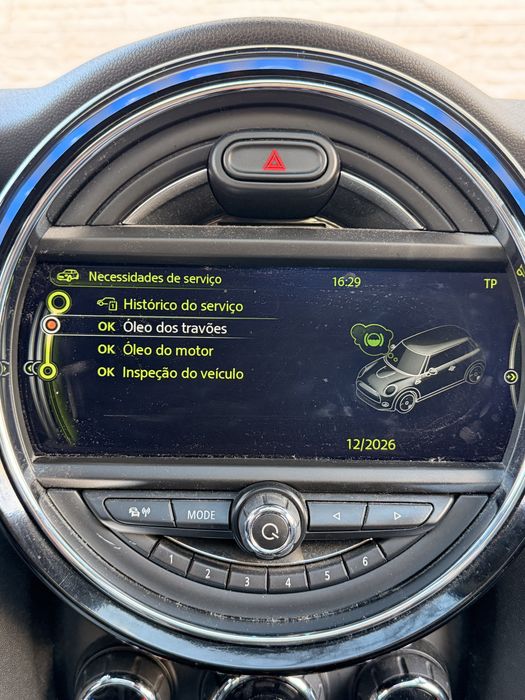 Necessidades de serviço 16:29 TP
Histórico do serviço
OK Óleo dos travões
OK Óleo do motor
OK Inspeção do veículo
12/2026
MODE
1 2 3 4 5 6